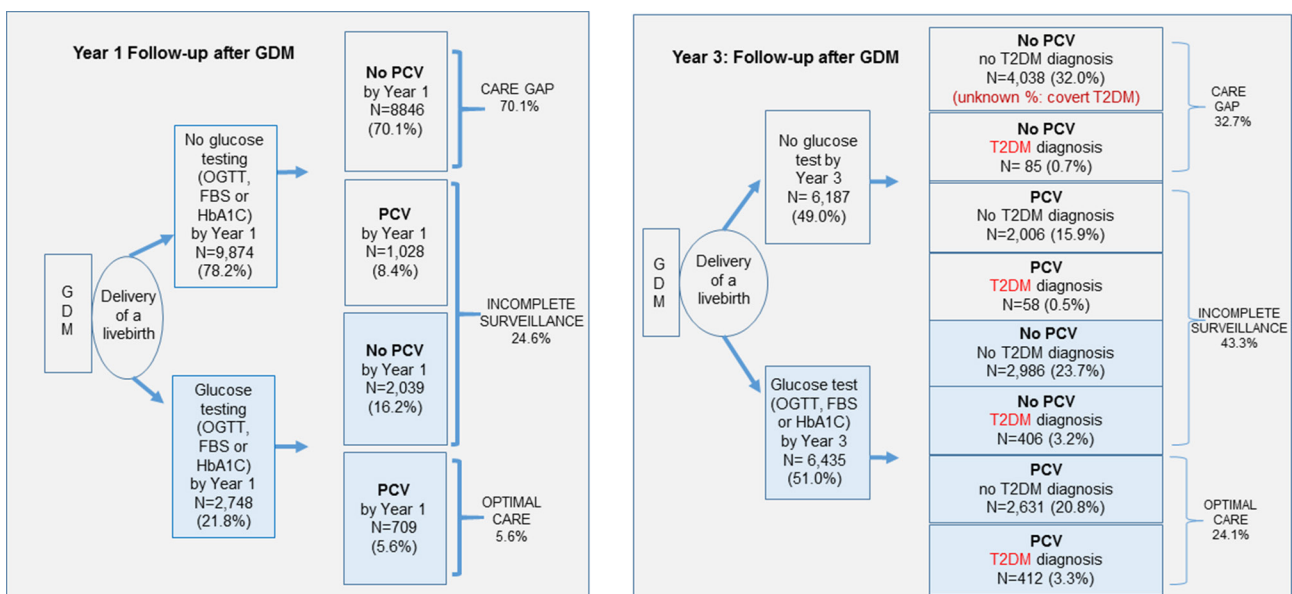 Year 1 Follow-up after GDM
G
D
M
Delivery
of a
livebirth
No glucose
testing
(OGTT,
FBS or
HbA1C)
by Year 1
N=9,874
(78.2%)
Glucose
testing
(OGTT,
FBS or
HbA1C)
by Year 1
N=2,748
(21.8%)
No PCV
by Year 1
N=8846
(70.1%)
PCV
by Year 1
N=1,028
(8.4%)
No PCV
by Year 1
N=2,039
(16.2%)
PCV
by Year 1
N=709
(5.6%)
CARE GAP
70.1%
INCOMPLETE
SURVEILLANCE
24.6%
OPTIMAL
CARE
5.6%
Year 3: Follow-up after GDM
G
D
M
Delivery
of a
livebirth
No glucose
test by
Year 3
N= 6,187
(49.0%)
Glucose test
(OGTT, FBS
or HbA1C)
by Year 3
N= 6,435
(51.0%)
No PCV
no T2DM diagnosis
N=4,038 (32.0%)
(unknown %: covert T2DM)
No PCV
T2DM diagnosis
N= 85 (0.7%)
PCV
No T2DM diagnosis
N=2,006 (15.9%)
PCV
T2DM diagnosis
N=58 (0.5%)
No PCV
No T2DM diagnosis
N=2,986 (23.7%)
No PCV
T2DM diagnosis
N=406 (3.2%)
PCV
no T2DM diagnosis
N=2,631 (20.8%)
PCV
T2DM diagnosis
N=412 (3.3%)
CARE
GAP
32.7%
INCOMPLETE
SURVEILLANCE
43.3%
OPTIMAL
CARE
24.1%